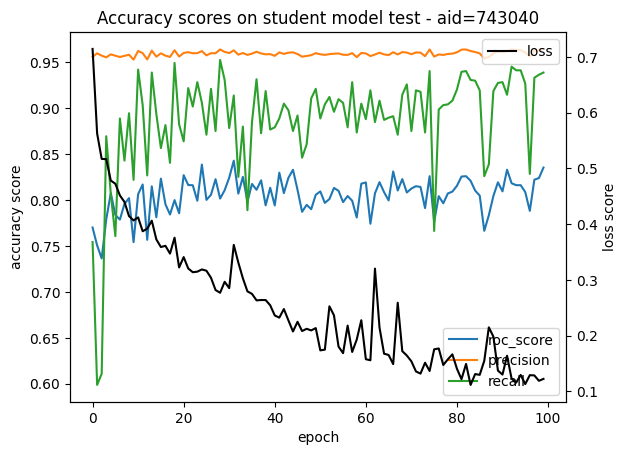 Accuracy scores on student model test - aid=743040
accuracy score
0.95
0.90
0.85
0.80
0.75
0.70
0.65
0.60
loss
0.7
0.6
0.5
0.4
0.3
0.2
0.1
loss score
roc_score
precision
recall
0
20
40
60
80
100
epoch